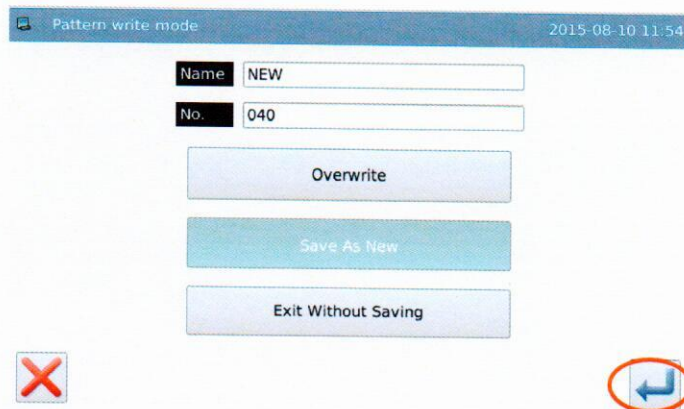 Pattern write mode 2015-08-10 11:54
Name NEW
No. 040
Overwrite
Save As New
Exit Without Saving